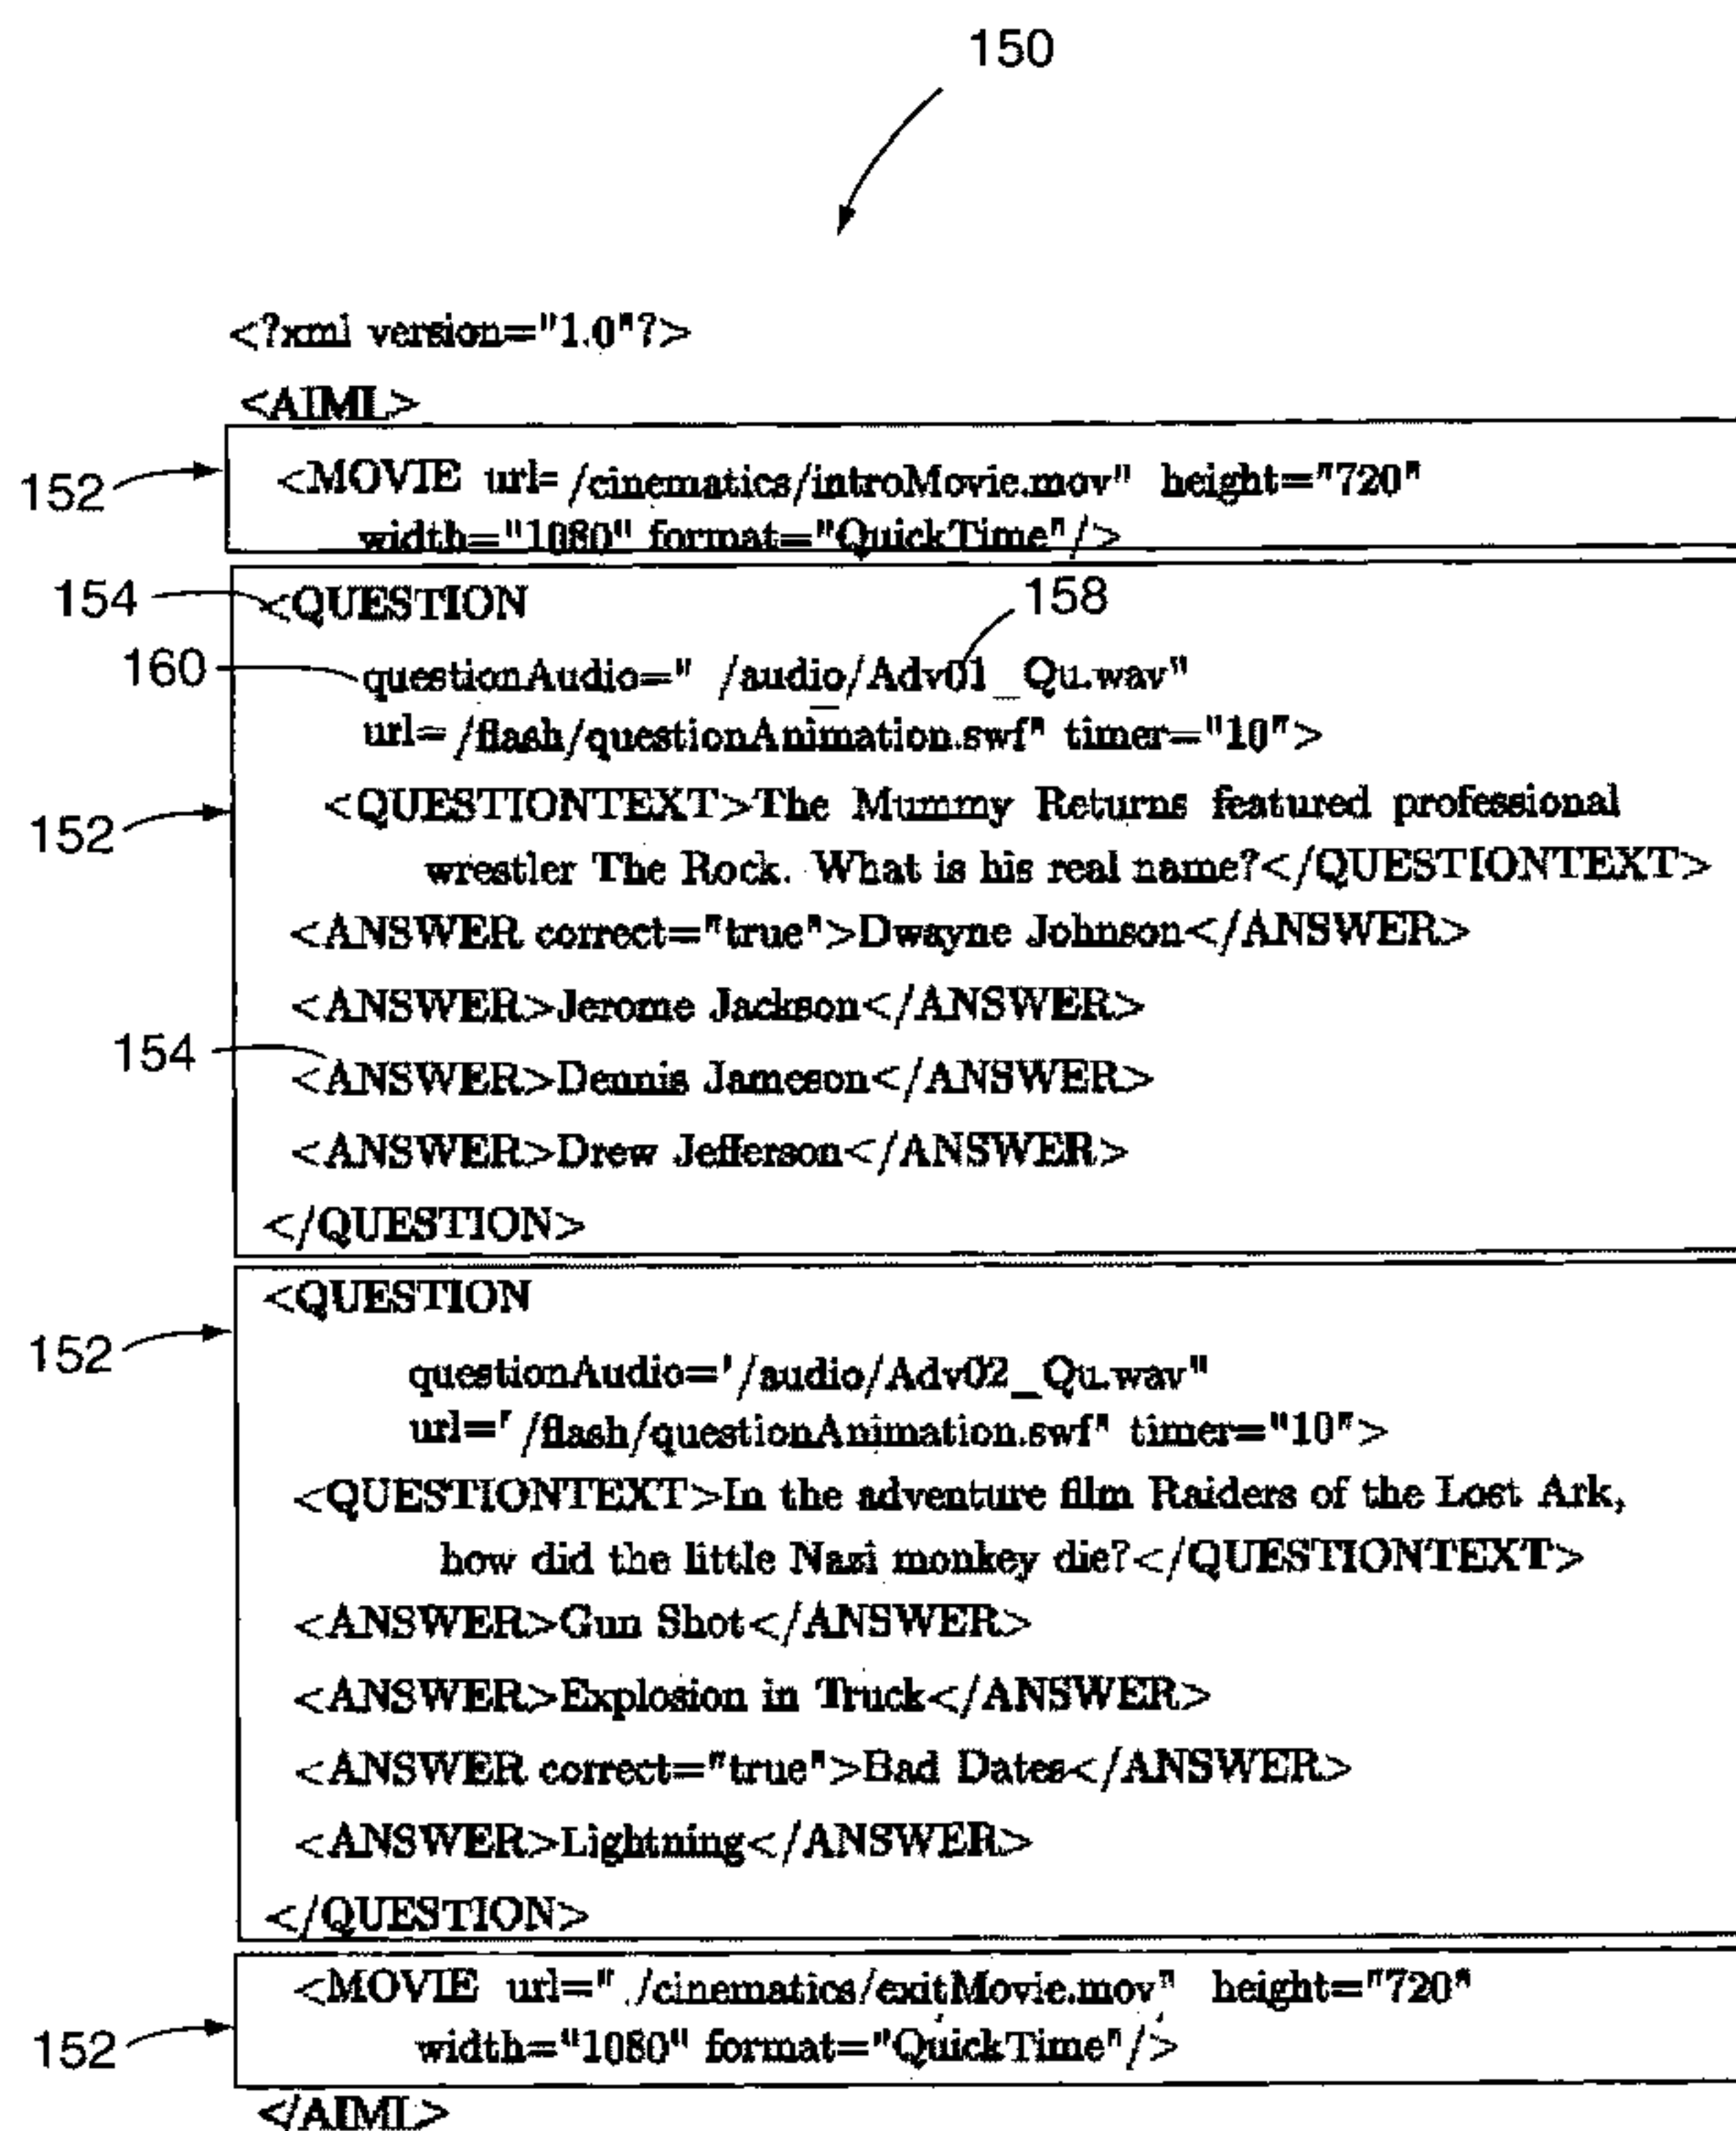 150
<?xml version="1.0"?>
<AIML>
152
<MOVIE url=/cinematics/introMovie.mov" height="720"
width="1080" format="QuickTime"/>
154
<QUESTION
158
160
questionAudio=" /audio/Adv01_Qu.wav"
url=/flash/questionAnimation.swf" timer="10">
152
<QUESTIONTEXT>The Mummy Returns featured professional
wrestler The Rock. What is his real name?</QUESTIONTEXT>
<ANSWER correct="true">Dwayne Johnson</ANSWER>
<ANSWER>Jerome Jackson</ANSWER>
154
<ANSWER>Dennis Jameson</ANSWER>
<ANSWER>Drew Jefferson</ANSWER>
</QUESTION>
<QUESTION
152
questionAudio='/audio/Adv02_Qu.wav"
url='/flash/questionAnimation.swf" timer="10">
<QUESTIONTEXT>In the adventure film Raiders of the Lost Ark,
how did the little Nazi monkey die?</QUESTIONTEXT>
<ANSWER>Gun Shot</ANSWER>
<ANSWER>Explosion in Truck</ANSWER>
<ANSWER correct="true">Bad Dates</ANSWER>
<ANSWER>Lightning</ANSWER>
</QUESTION>
<MOVIE url="./cinematics/exitMovie.mov" height="720"
152
width="1080" format="QuickTime"/>
</AIML>